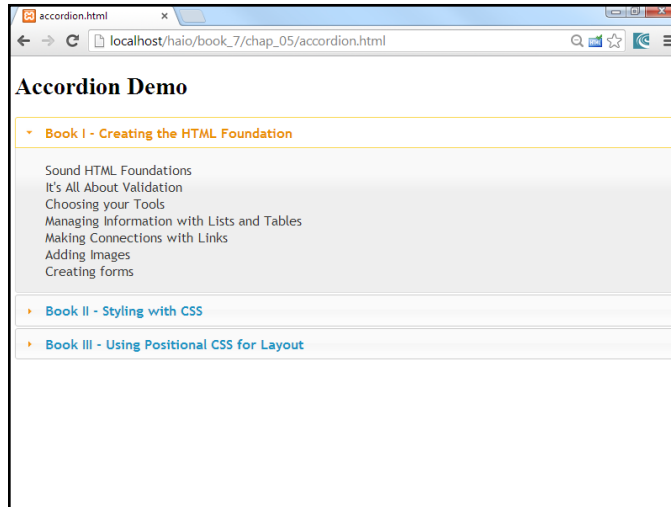 accordion.html
localhost/haio/book_7/chap_05/accordion.html
Accordion Demo
Book I - Creating the HTML Foundation
Sound HTML Foundations
It's All About Validation
Choosing your Tools
Managing Information with Lists and Tables
Making Connections with Links
Adding Images
Creating forms
Book II - Styling with CSS
Book III - Using Positional CSS for Layout